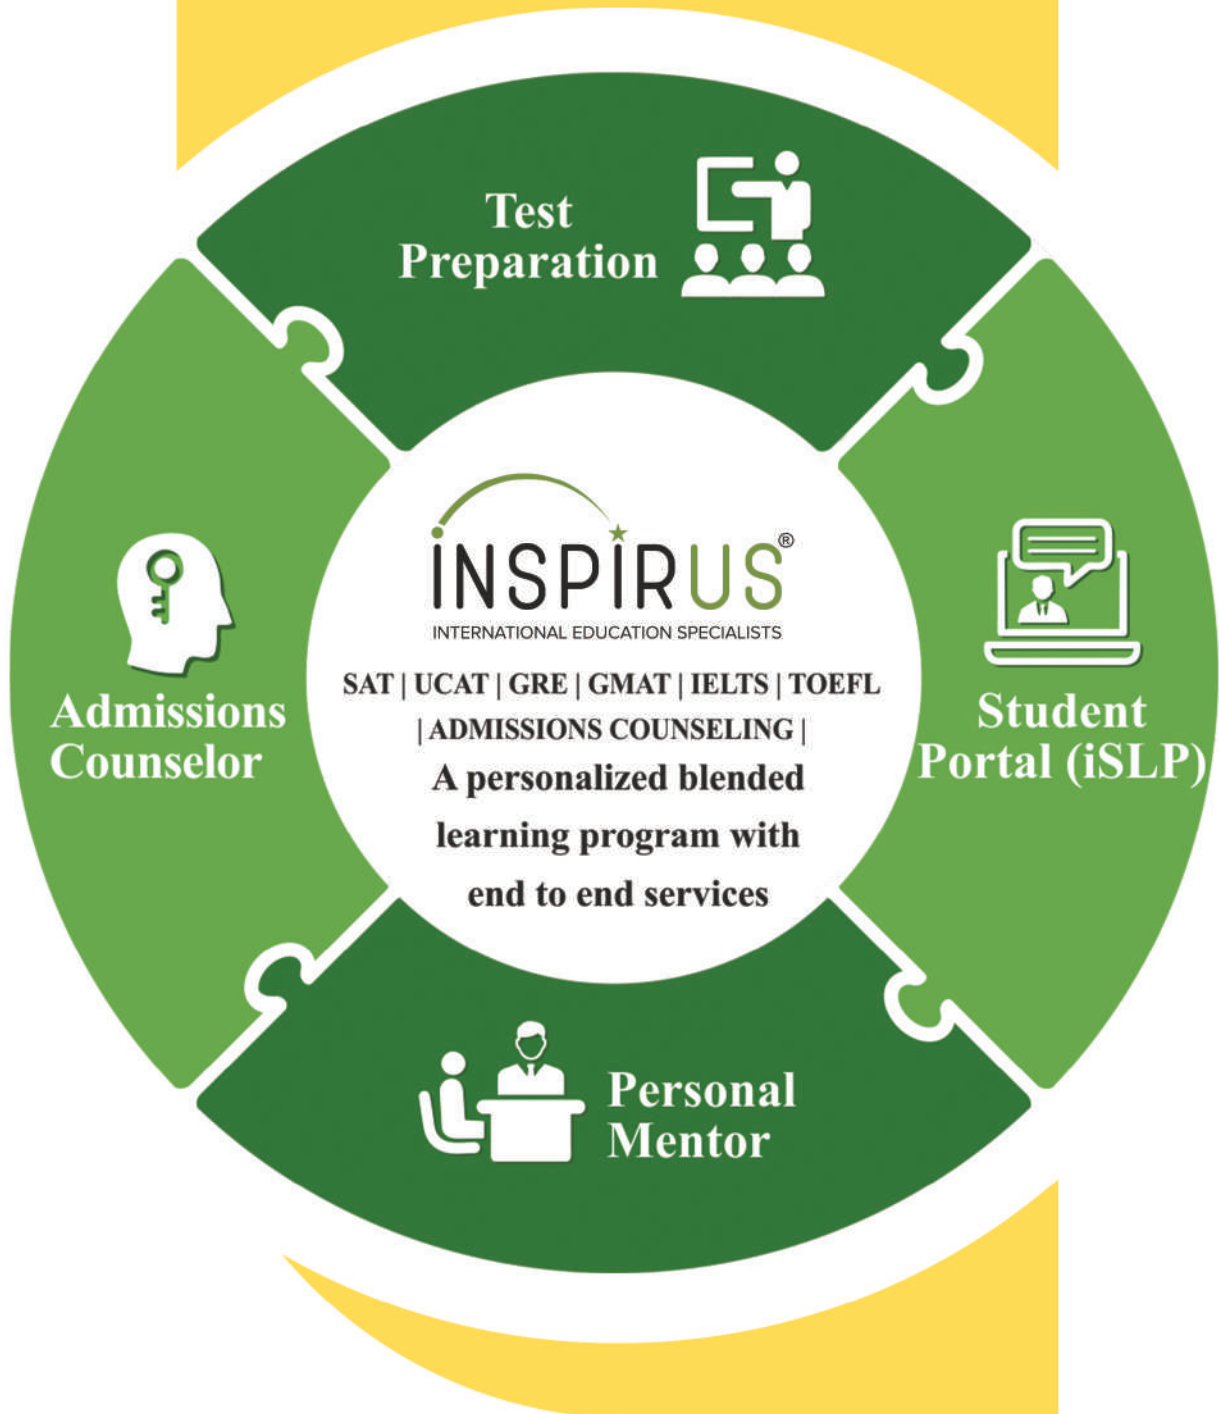 Test
Preparation
INSPIRUS®
INTERNATIONAL EDUCATION SPECIALISTS
SAT | UCAT | GRE | GMAT | IELTS | TOEFL
| ADMISSIONS COUNSELING |
A personalized blended
learning program with
end to end services
Admissions
Counselor
Student
Portal (iSLP)
Personal
Mentor